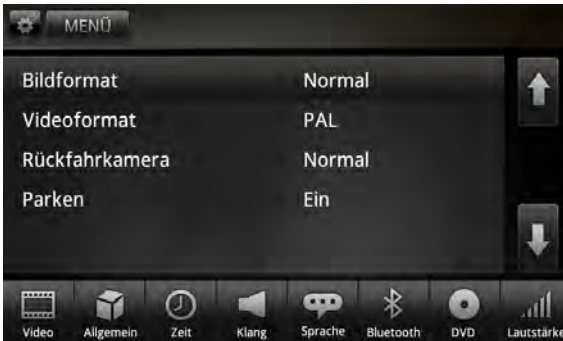 MENÜ
Bildformat Normal
Videoformat PAL
Rückfahrkamera Normal
Parken Ein
Video Allgemein Zeit Klang Sprache Bluetooth DVD Lautstärke